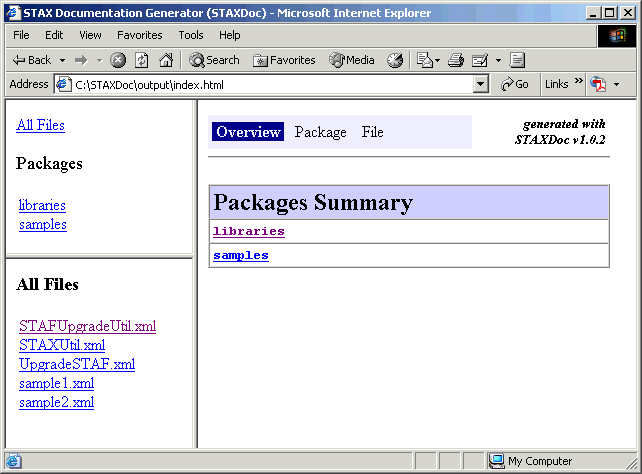 STAX Documentation Generator (STAXDoc) - Microsoft Internet Explorer
File Edit View Favorites Tools Help
Back Search Favorites Media
Address C:\STAXDoc\output\index.html Go Links »
All Files
Packages
libraries
samples
All Files
STAFUpgradeUtil.xml
STAXUtil.xml
UpgradeSTAF.xml
sample1.xml
sample2.xml
Overview Package File
generated with
STAXDoc v1.0.2
Packages Summary
libraries
samples
My Computer